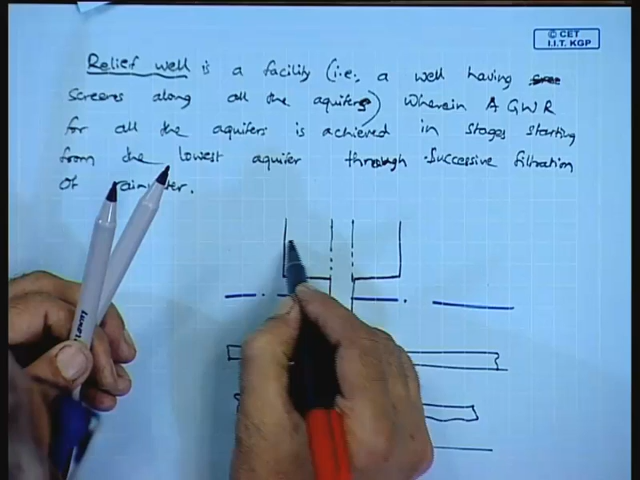 © CET
I.I.T. KGP
Relief well is a facility (i.e., a well having
screens along all the aquifers) Wherein AGWR
for all the aquifers is achieved in stages starting
from the lowest aquifer through successive filtration
Of